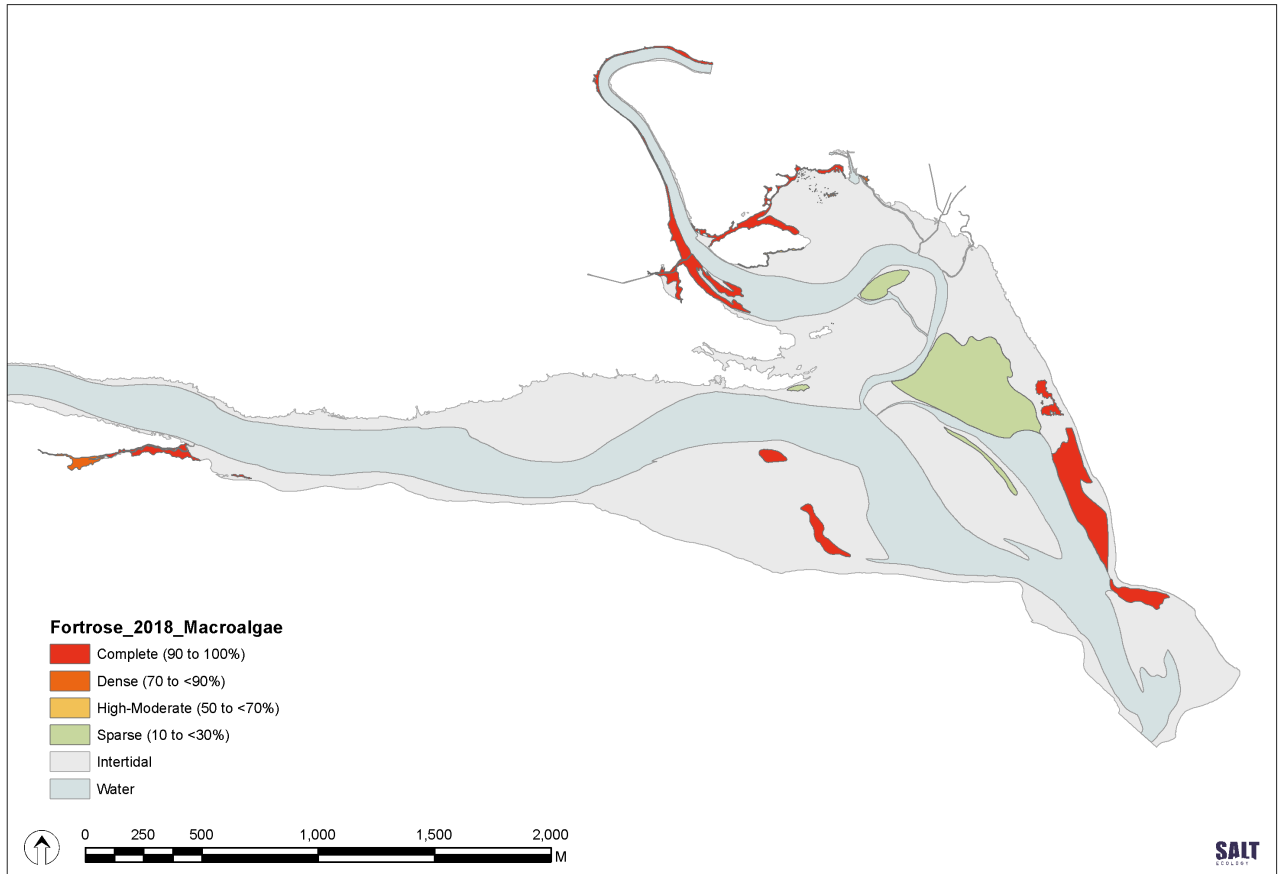 Fortrose_2018_Macroalgae
Complete (90 to 100%)
Dense (70 to <90%)
High-Moderate (50 to <70%)
Sparse (10 to <30%)
Intertidal
Water
0 250 500 1,000 1,500 2,000
M
SALT
ECOLOGY